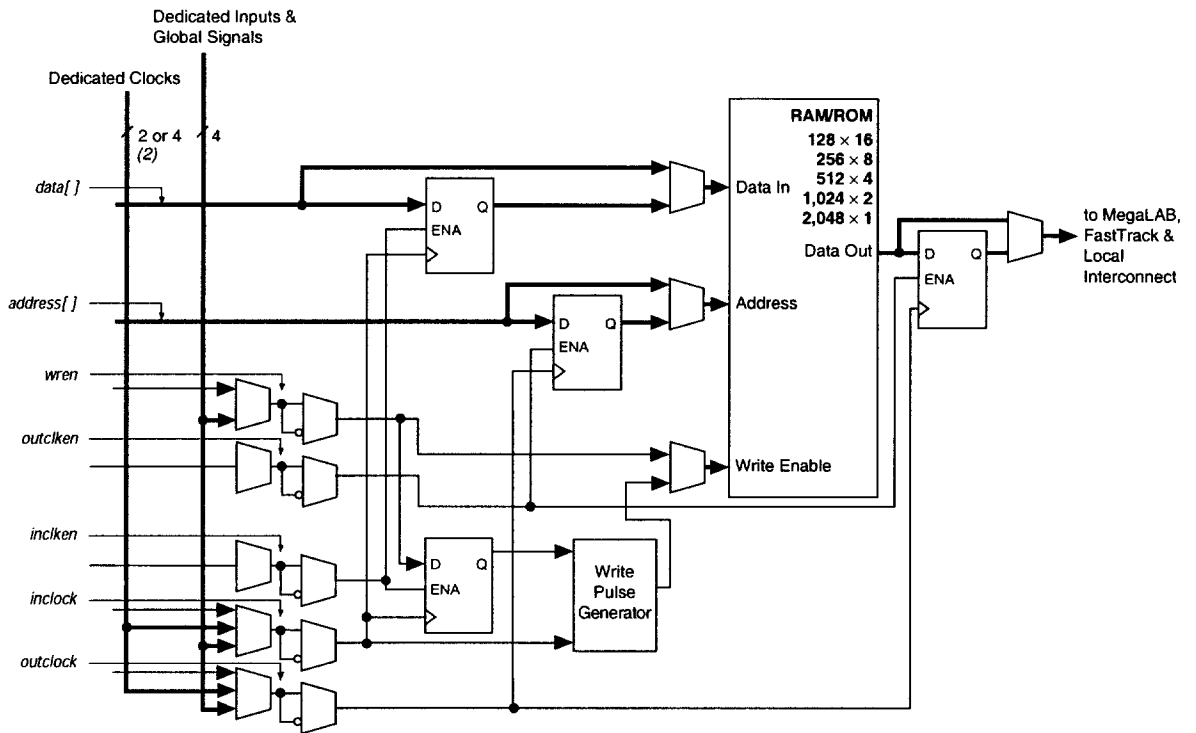 Dedicated Inputs &
Global Signals
Dedicated Clocks
2 or 4
(2)
4
RAM/ROM
128 × 16
256 × 8
512 × 4
1,024 × 2
2,048 × 1
data[ ]
D Q
ENA
Data In
Data Out
to MegaLAB,
FastTrack &
Local
Interconnect
D Q
ENA
address[ ]
D Q
ENA
Address
wren
outclken
Write Enable
inclken
D Q
ENA
Write
Pulse
Generator
inclock
outclock